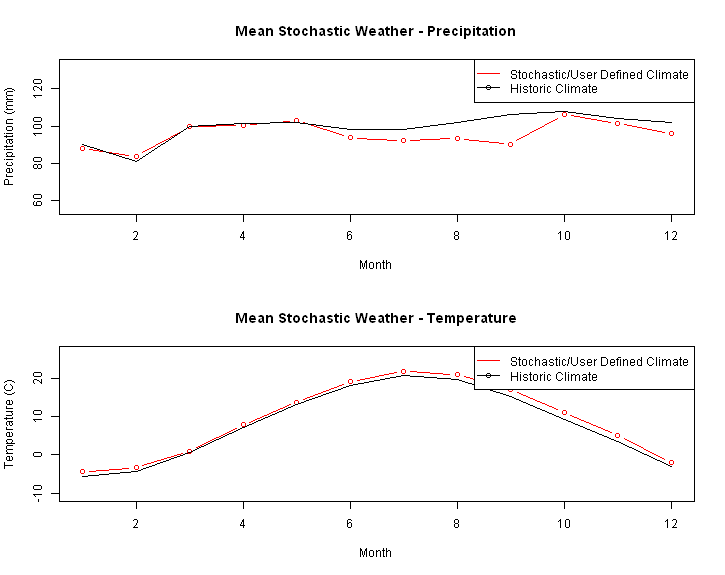 Mean Stochastic Weather - Precipitation
Stochastic/User Defined Climate
Historic Climate
Precipitation (mm)
120
100
80
60
2 4 6 8 10 12
Month
Mean Stochastic Weather - Temperature
Stochastic/User Defined Climate
Historic Climate
Temperature (C)
20
10
0
-10
2 4 6 8 10 12
Month